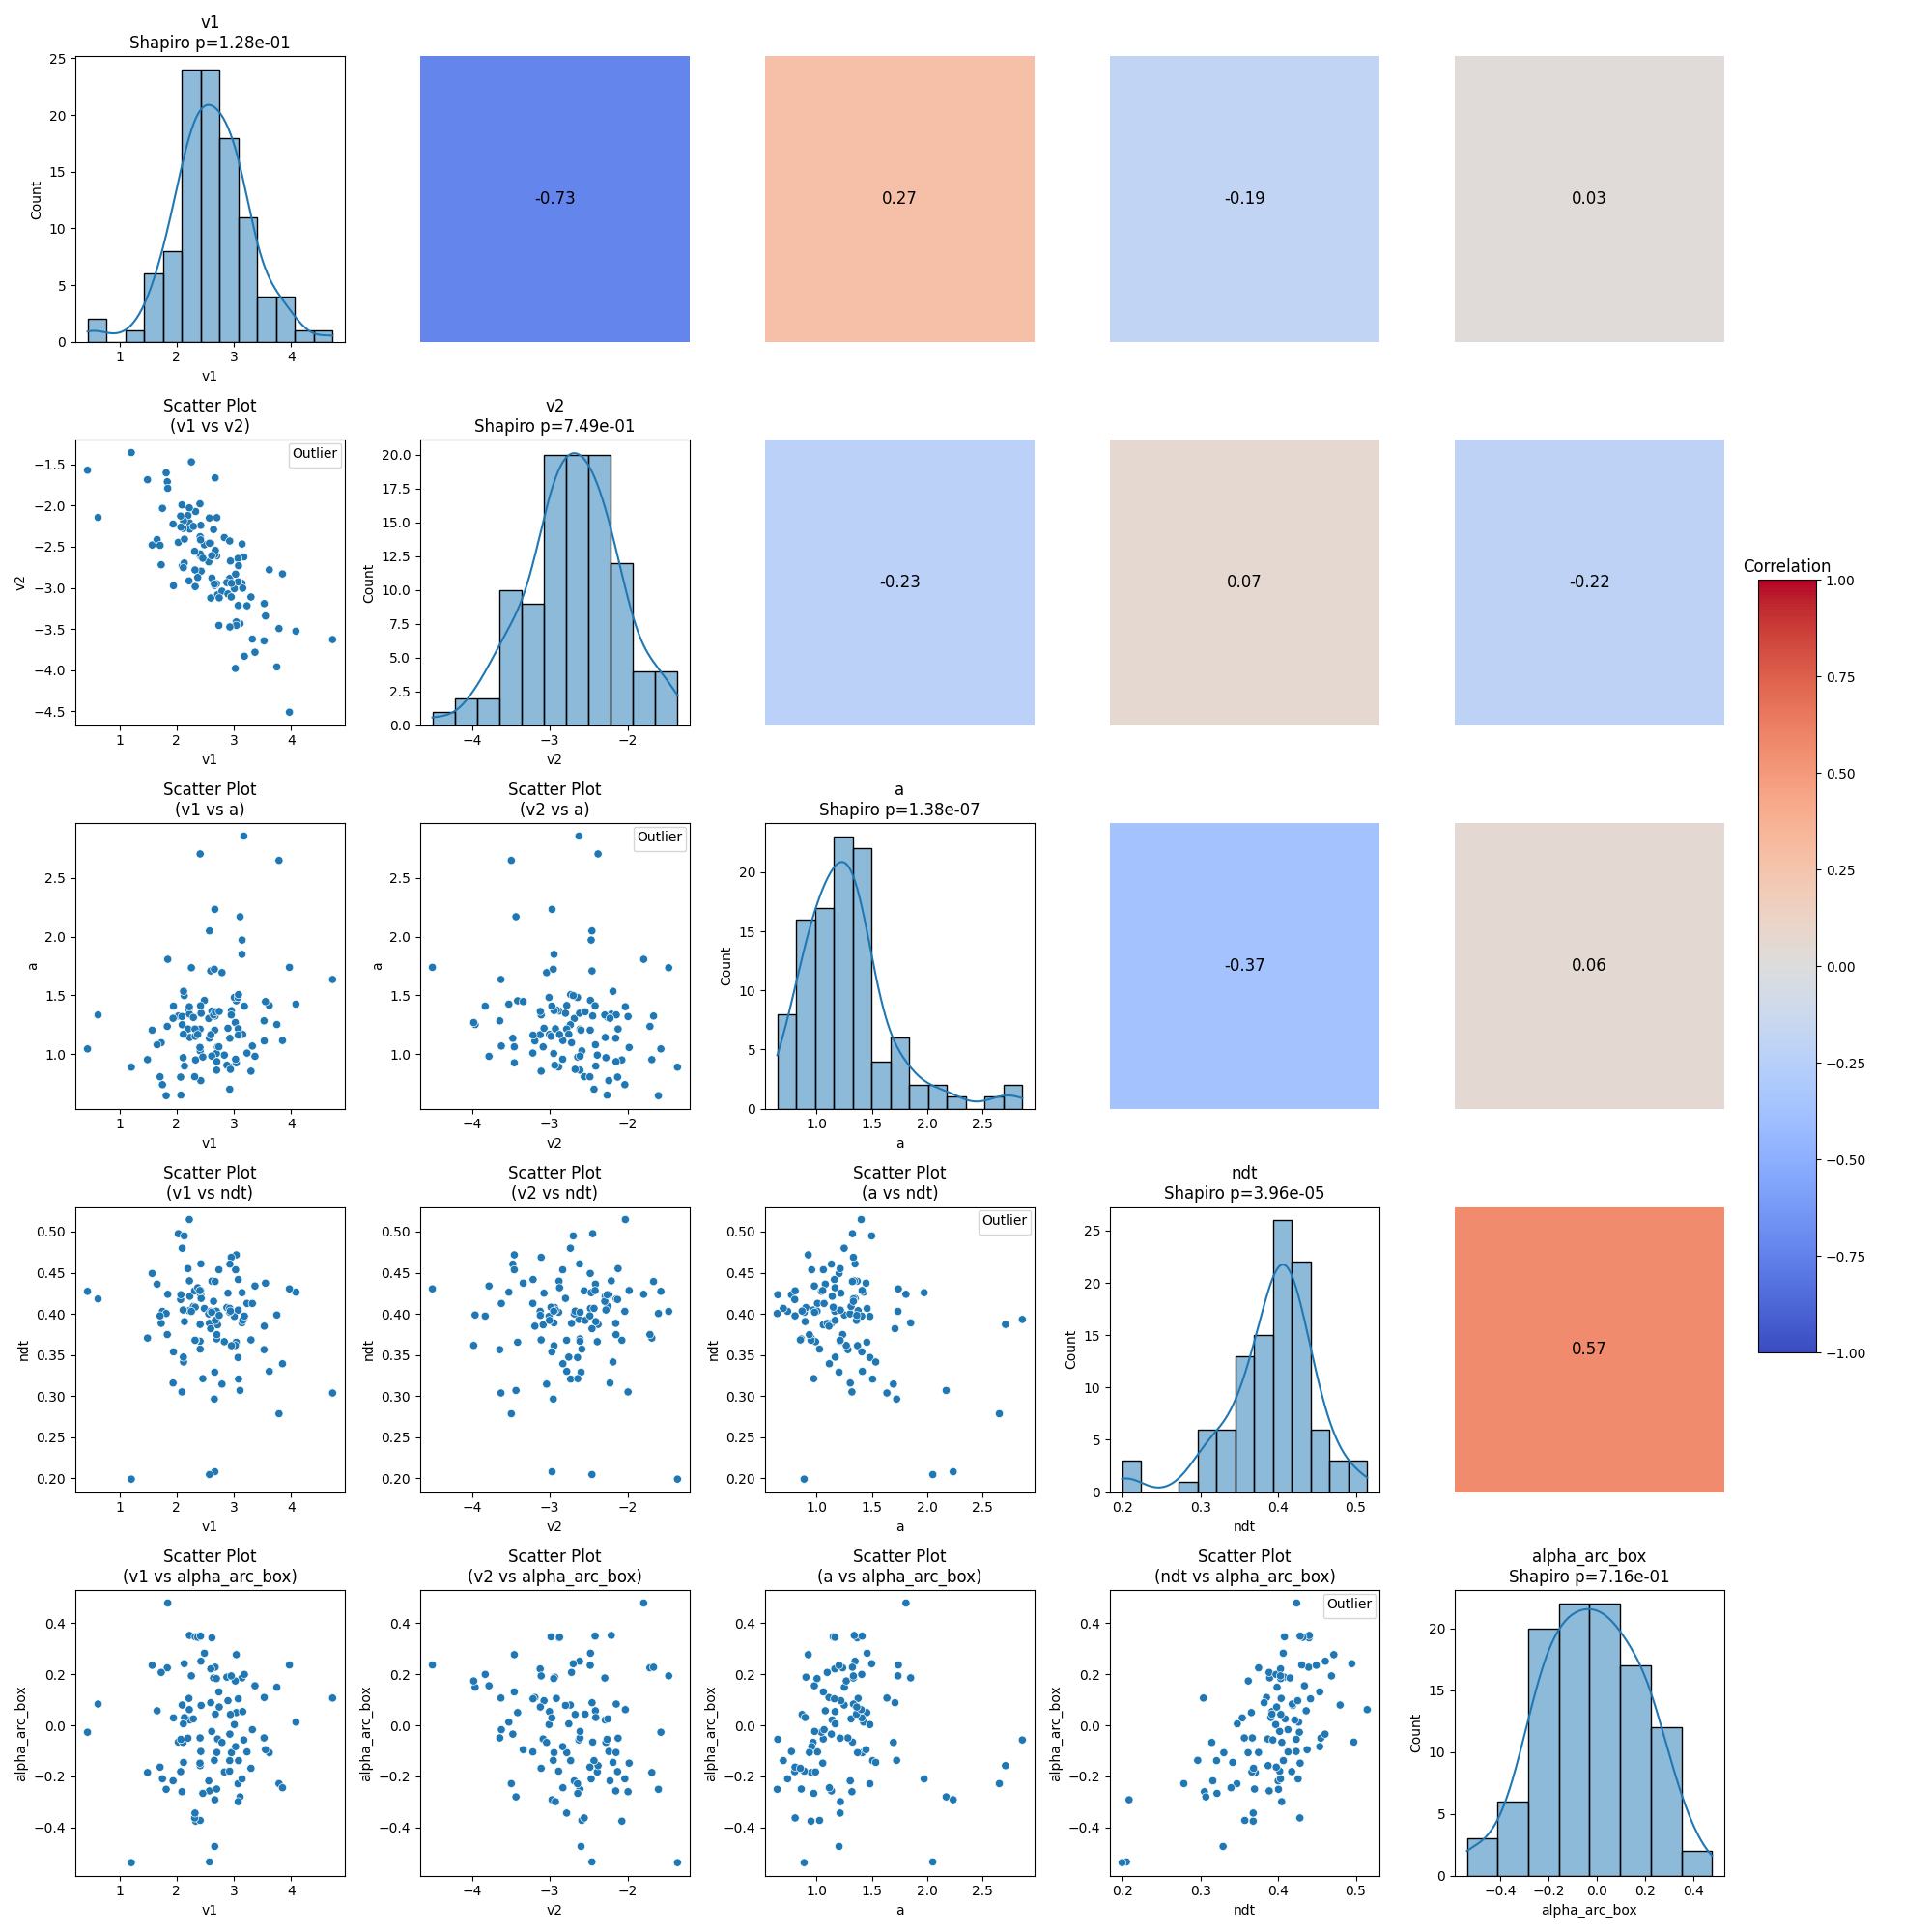 v1
Shapiro p=1.28e-01
25
20
15
10
5
0
Count
1 2 3 4
v1
-0.73
0.27
-0.19
0.03
Scatter Plot
(v1 vs v2)
Outlier
−1.5
−2.0
−2.5
−3.0
−3.5
−4.0
−4.5
v2
1 2 3 4
v1
v2
Shapiro p=7.49e-01
20.0
17.5
15.0
12.5
10.0
7.5
5.0
2.5
0.0
Count
−4 −3 −2
v2
-0.23
0.07
-0.22
Correlation
1.00
0.75
0.50
0.25
0.00
−0.25
−0.50
−0.75
−1.00
Scatter Plot
(v1 vs a)
2.5
2.0
1.5
1.0
a
1 2 3 4
v1
Scatter Plot
(v2 vs a)
Outlier
2.5
2.0
1.5
1.0
a
−4 −3 −2
v2
a
Shapiro p=1.38e-07
20
15
10
5
0
Count
1.0 1.5 2.0 2.5
a
-0.37
0.06
Scatter Plot
(v1 vs ndt)
0.50
0.45
0.40
0.35
0.30
0.25
0.20
ndt
1 2 3 4
v1
Scatter Plot
(v2 vs ndt)
0.50
0.45
0.40
0.35
0.30
0.25
0.20
ndt
−4 −3 −2
v2
Scatter Plot
(a vs ndt)
Outlier
0.50
0.45
0.40
0.35
0.30
0.25
0.20
ndt
1.0 1.5 2.0 2.5
a
ndt
Shapiro p=3.96e-05
25
20
15
10
5
0
Count
0.2 0.3 0.4 0.5
ndt
0.57
Scatter Plot
(v1 vs alpha_arc_box)
0.4
0.2
0.0
−0.2
−0.4
alpha_arc_box
1 2 3 4
v1
Scatter Plot
(v2 vs alpha_arc_box)
0.4
0.2
0.0
−0.2
−0.4
alpha_arc_box
−4 −3 −2
v2
Scatter Plot
(a vs alpha_arc_box)
0.4
0.2
0.0
−0.2
−0.4
alpha_arc_box
1.0 1.5 2.0 2.5
a
Scatter Plot
(ndt vs alpha_arc_box)
Outlier
0.4
0.2
0.0
−0.2
−0.4
alpha_arc_box
0.2 0.3 0.4 0.5
ndt
alpha_arc_box
Shapiro p=7.16e-01
20
15
10
5
0
Count
−0.4 −0.2 0.0 0.2 0.4
alpha_arc_box